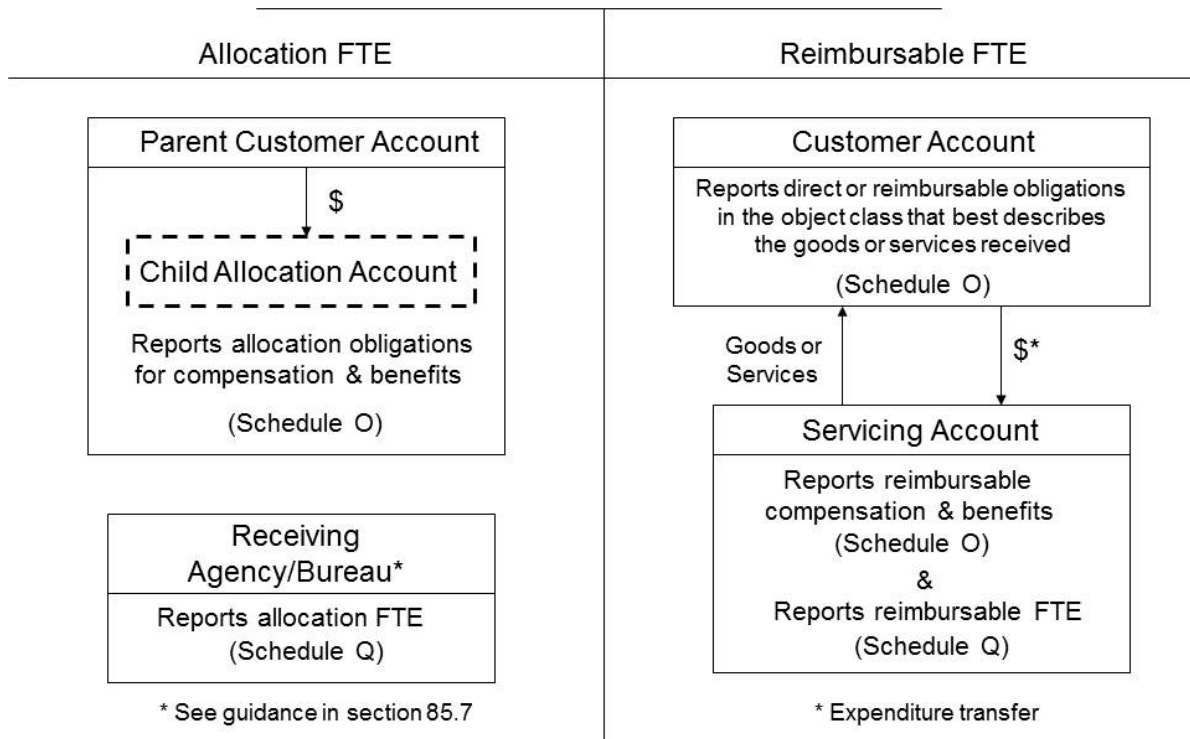 Allocation FTE
Parent Customer Account
$
Child Allocation Account
Reports allocation obligations
for compensation & benefits
(Schedule O)
Receiving
Agency/Bureau*
Reports allocation FTE
(Schedule Q)
* See guidance in section 85.7
Reimbursable FTE
Customer Account
Reports direct or reimbursable obligations
in the object class that best describes
the goods or services received
(Schedule O)
Goods or
Services
$*
Servicing Account
Reports reimbursable
compensation & benefits
(Schedule O)
&
Reports reimbursable FTE
(Schedule Q)
* Expenditure transfer